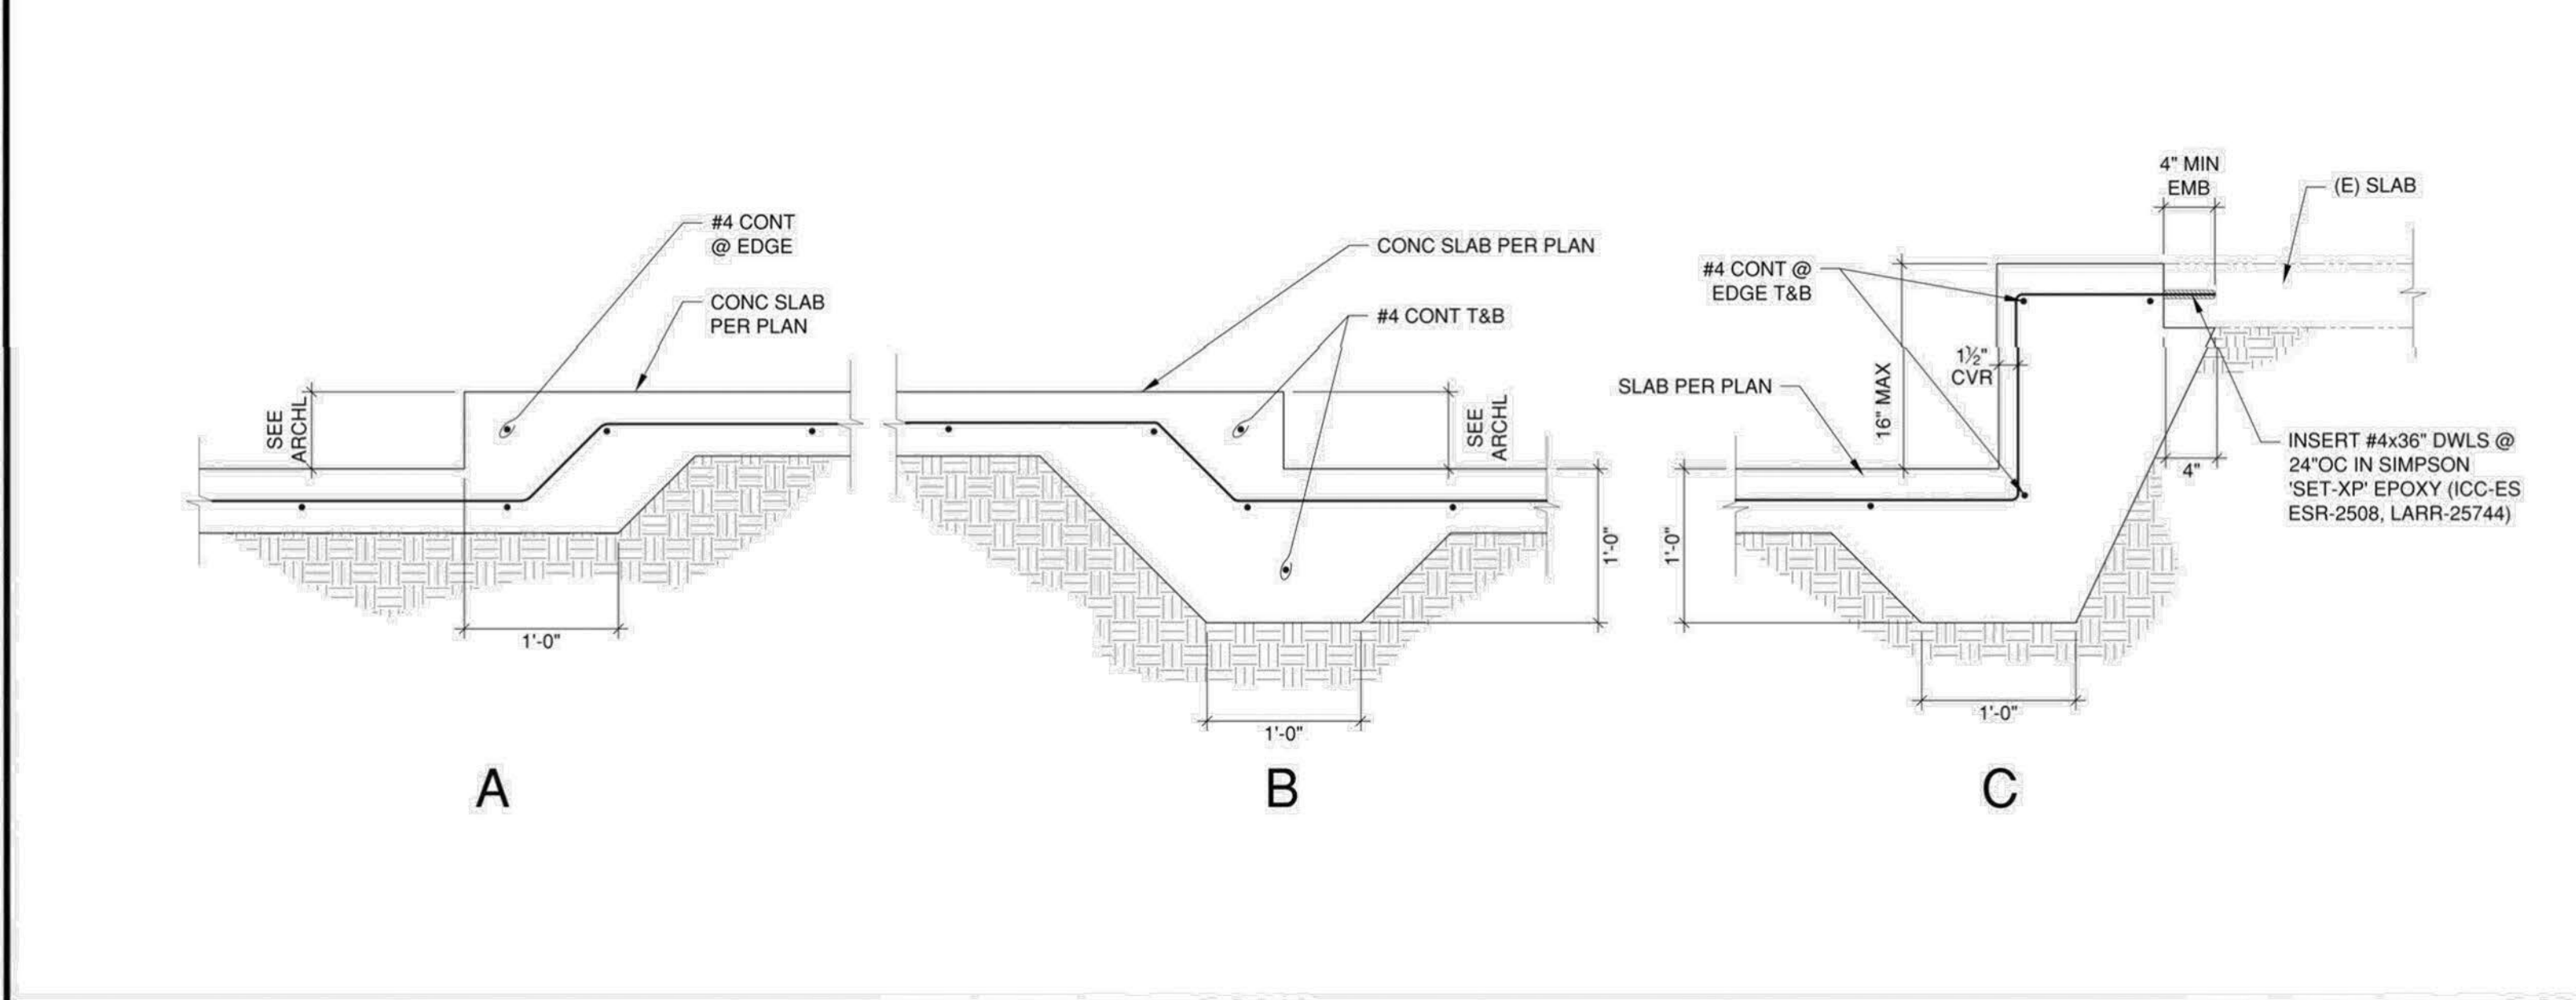 #4 CONT
@ EDGE
CONC SLAB
PER PLAN
SEE
ARCHL
1'-0"
A
CONC SLAB PER PLAN
#4 CONT T&B
SEE
ARCHL
1'-0"
1'-0"
B
4" MIN
EMB
(E) SLAB
#4 CONT @
EDGE T&B
1½"
CVR
16" MAX
SLAB PER PLAN
1'-0"
4"
INSERT #4x36" DWLS @
24"OC IN SIMPSON
'SET-XP' EPOXY (ICC-ES
ESR-2508, LARR-25744)
1'-0"
C